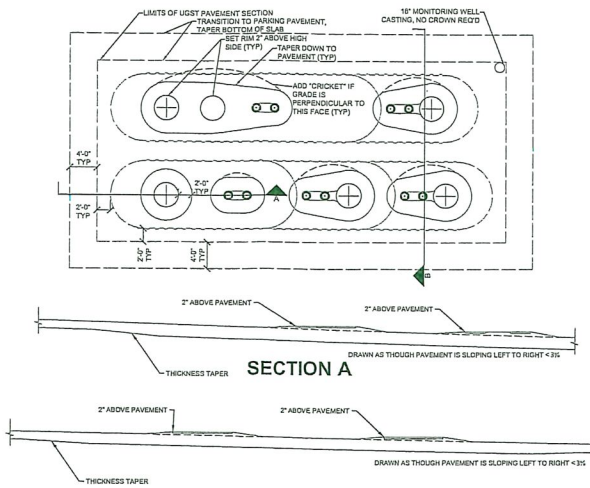 LIMITS OF UGST PAVEMENT SECTION
TRANSITION TO PARKING PAVEMENT,
TAPER BOTTOM OF SLAB
SET RIM 2" ABOVE HIGH
SIDE (TYP)
TAPER DOWN TO
PAVEMENT (TYP)
18" MONITORING WELL
CASTING, NO CROWN REQ'D
ADD "CRICKET" IF
GRADE IS
PERPENDICULAR TO
THIS FACE (TYP)
4'-0"
TYP
2'-0"
TYP
2'-0"
TYP
A
2'-0"
TYP
4'-0"
TYP
B
2" ABOVE PAVEMENT
2" ABOVE PAVEMENT
THICKNESS TAPER
SECTION A
DRAWN AS THOUGH PAVEMENT IS SLOPING LEFT TO RIGHT <3%
2" ABOVE PAVEMENT
2" ABOVE PAVEMENT
DRAWN AS THOUGH PAVEMENT IS SLOPING LEFT TO RIGHT <3%
THICKNESS TAPER